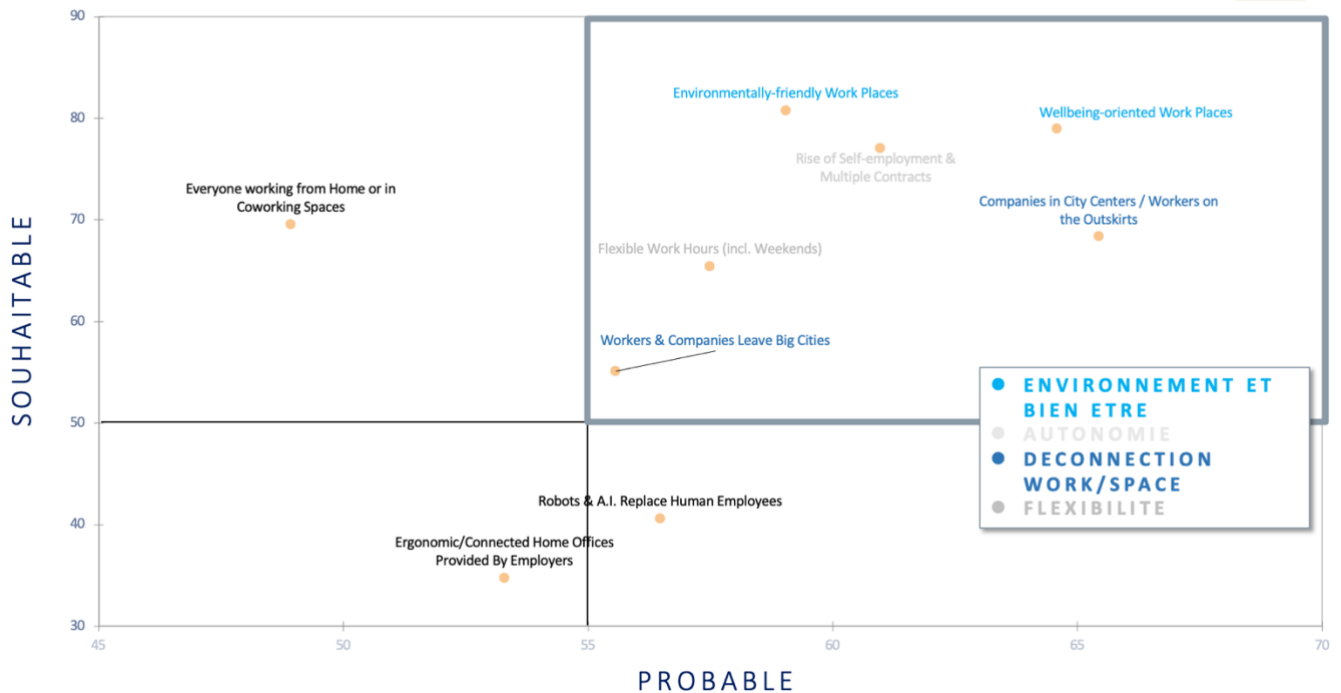 90
Environmentally-friendly Work Places
Wellbeing-oriented Work Places
80
Rise of Self-employment &
Multiple Contracts
Everyone working from Home or in
Coworking Spaces
Companies in City Centers / Workers on
the Outskirts
70
Flexible Work Hours (incl. Weekends)
60
Workers & Companies Leave Big Cities
SOUHAITABLE
50
ENVIRONNEMENT ET
BIEN ETRE
AUTONOMIE
DECONNECTION
WORK/SPACE
FLEXIBILITE
Robots & A.I. Replace Human Employees
40
Ergonomic/Connected Home Offices
Provided By Employers
30
45 50 55 60 65 70
PROBABLE